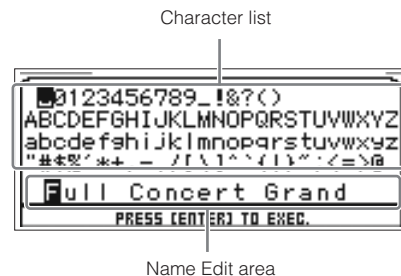 Character list
0123456789_!&?()
ABCDEFGHIJKLMNOPQRSTUVWXYZ
abcdefghijklmnopqrstuvwxyz
Full Concert Grand
PRESS [ENTER] TO EXEC.
Name Edit area